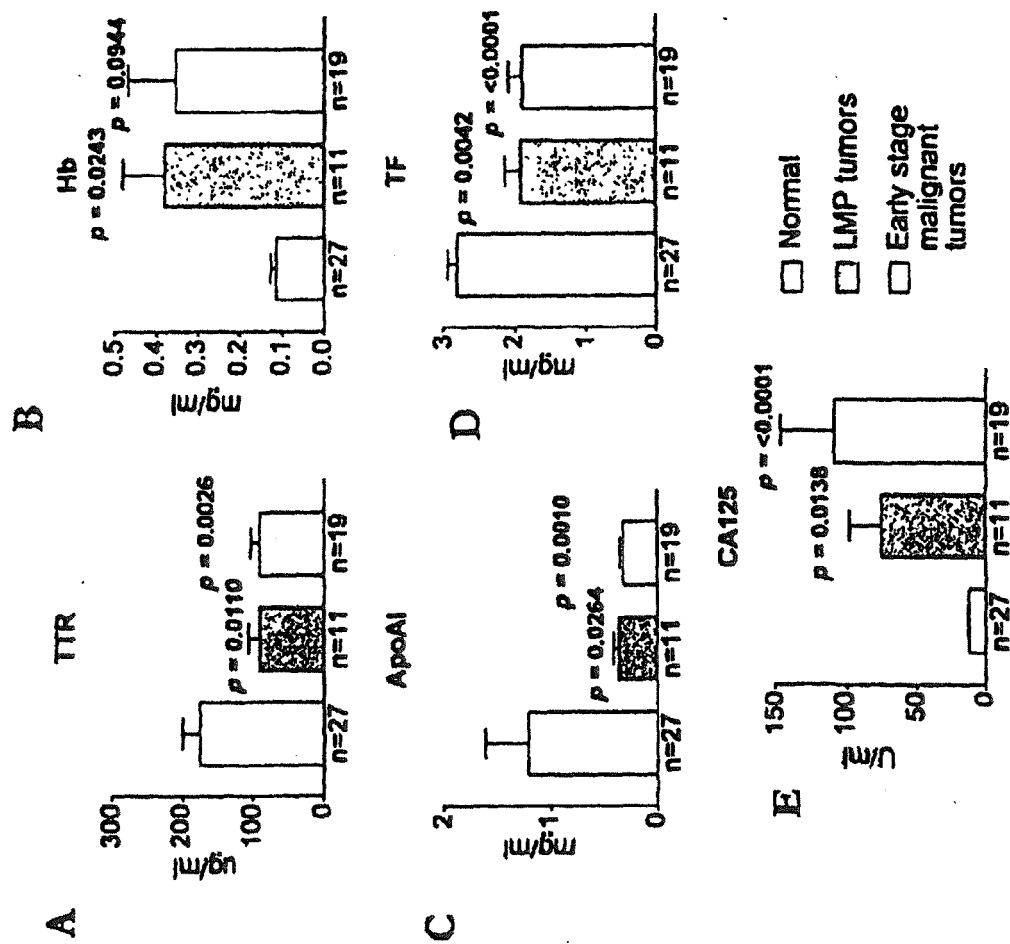 A
TTR
ug/ml
300
200
100
0
p = 0.0110
p = 0.0026
n=27
n=11
n=19
B
Hb
mg/ml
0.5
0.4
0.3
0.2
0.1
0.0
p = 0.0243
p = 0.0944
n=27
n=11
n=19
C
ApoAI
mg/ml
2
1
0
p = 0.0264
p = 0.0010
n=27
n=11
n=19
D
TF
mg/ml
3
2
1
0
p = 0.0042
p = <0.0001
n=27
n=11
n=19
E
CA125
U/ml
150
100
50
0
p = 0.0138
p = <0.0001
n=27
n=11
n=19
Normal
LMP tumors
Early stage
malignant
tumors